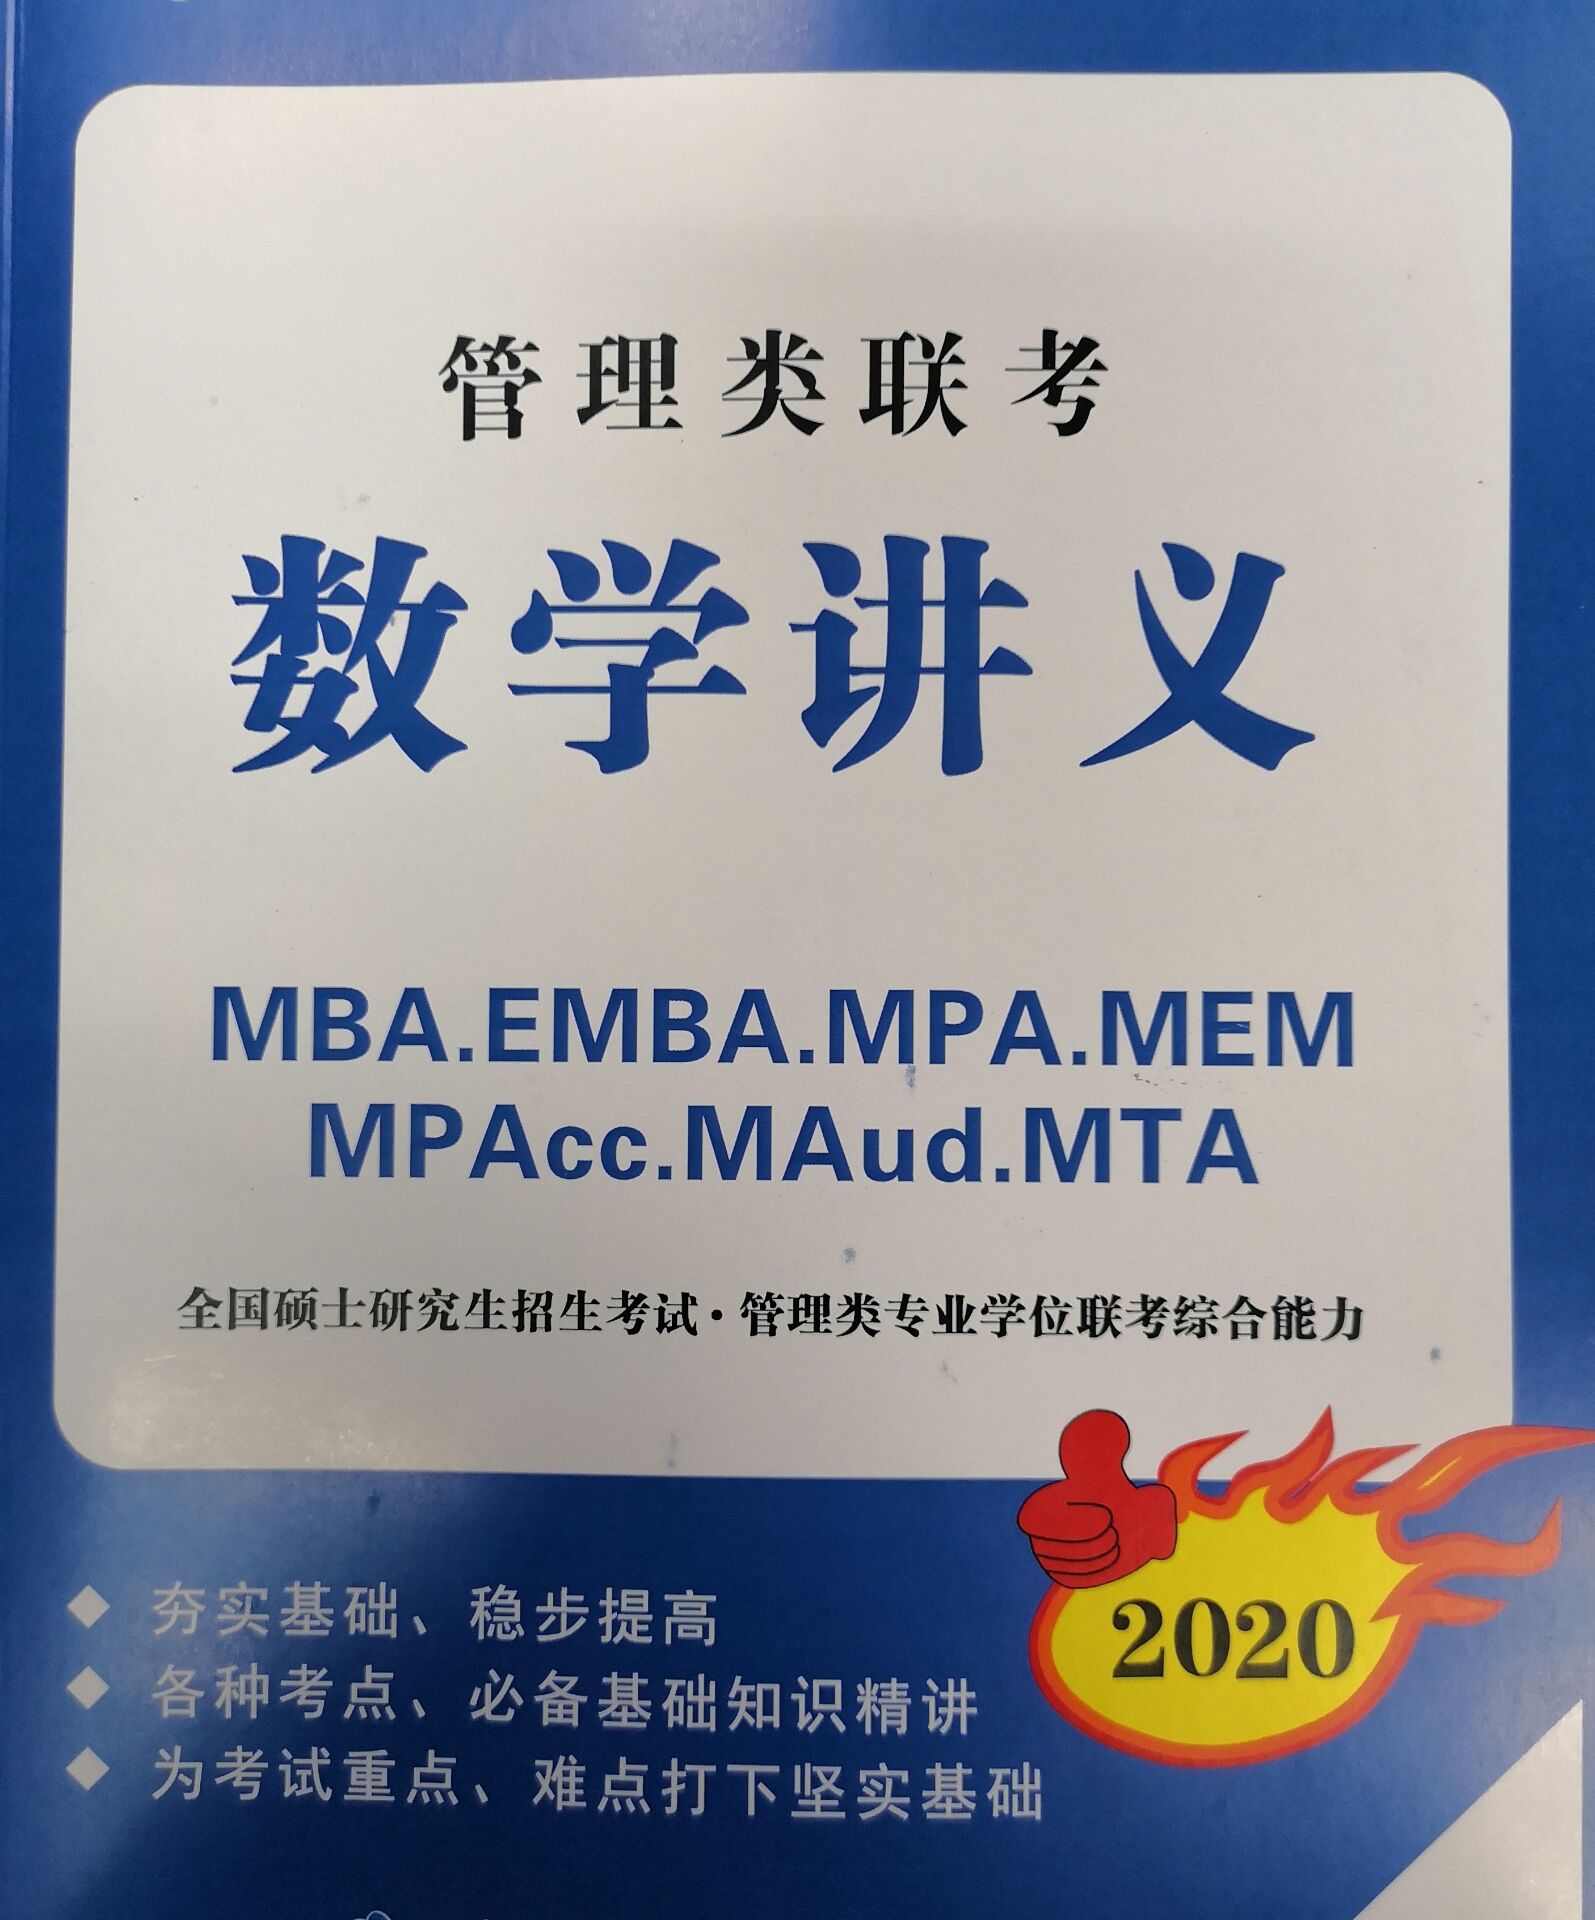 管理类联考
数学讲义
MBA.EMBA.MPA.MEM
MPAcc.MAud.MTA
全国硕士研究生招生考试·管理类专业学位联考综合能力
2020
◆ 夯实基础、稳步提高
◆ 各种考点、必备基础知识精讲
◆ 为考试重点、难点打下坚实基础